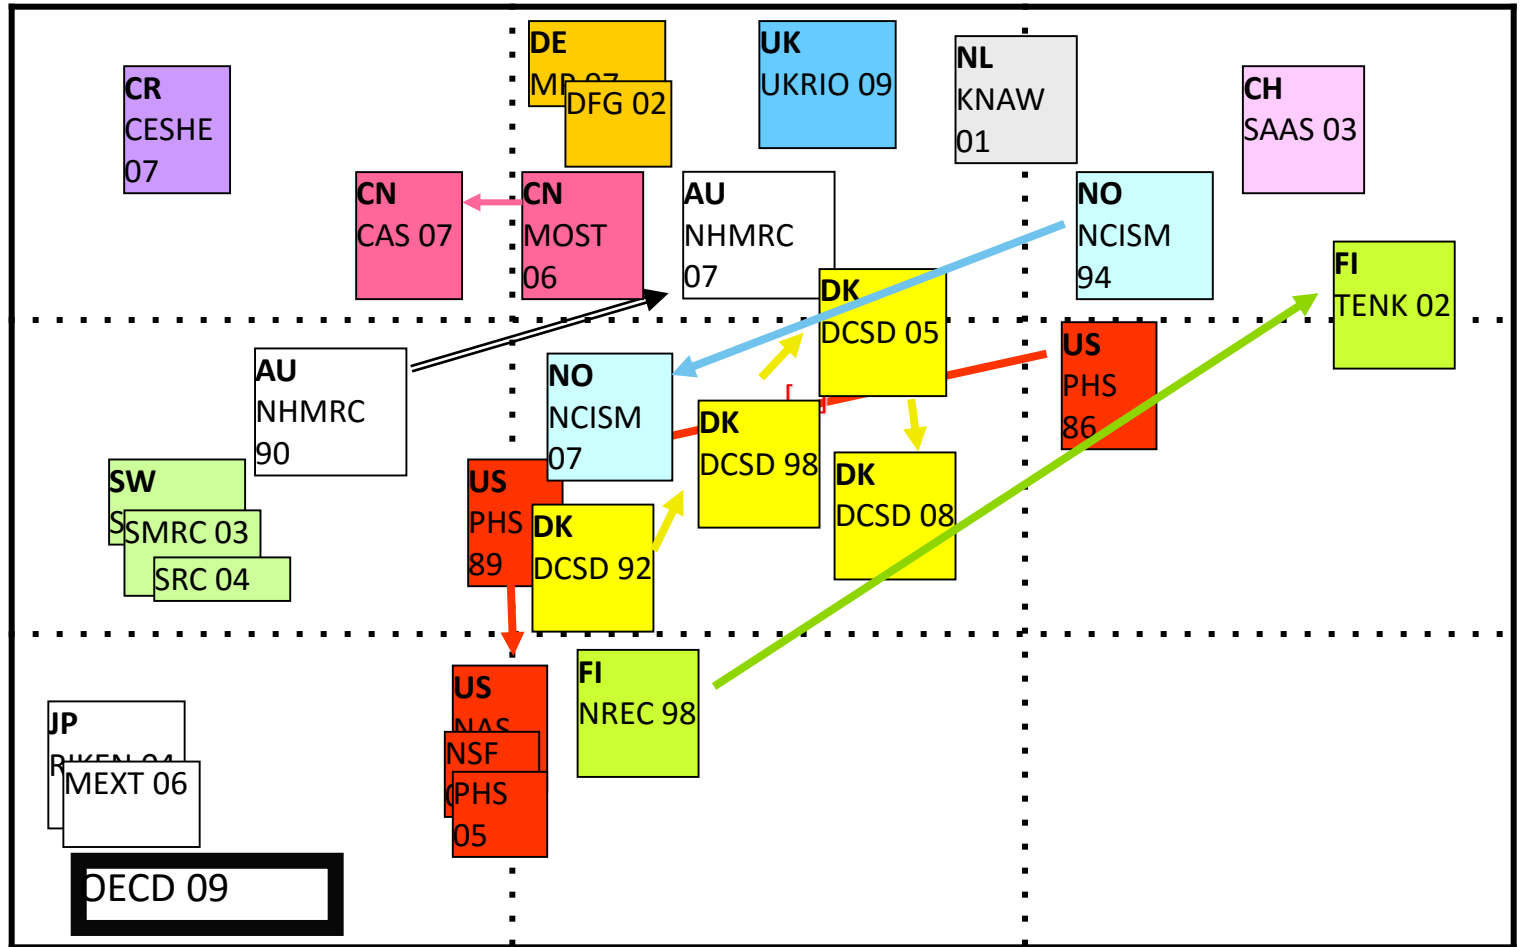 CR
CESHE
07
DE
DFG 02
UK
UKRIO 09
NL
KNAW
01
CH
SAAS 03
CN
CAS 07
CN
MOST
06
AU
NHMRC
07
NO
NCISM
94
FI
TENK 02
DK
DCSD 05
AU
NHMRC
90
NO
NCISM
07
US
PHS
86
DK
DCSD 98
DK
DCSD 08
SW
SMRC 03
SRC 04
US
PHS
89
DK
DCSD 92
US
NAS
NSF
PHS
05
FI
NREC 98
JP
RIKEN 04
MEXT 06
OECD 09